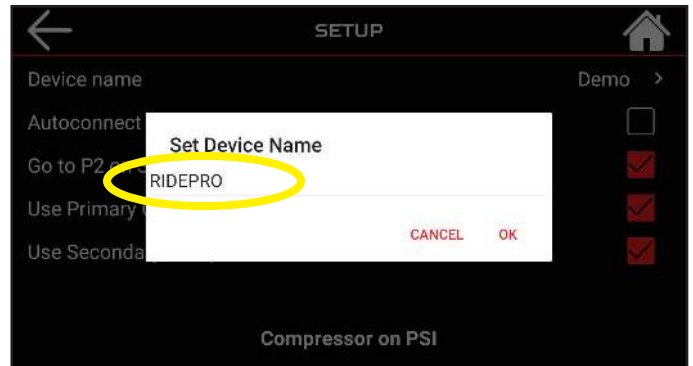 SETUP
Device name Demo >
Autoconnect
Set Device Name
Go to P2 on
RIDEPRO
Use Primary
CANCEL OK
Use Seconda
Compressor on PSI